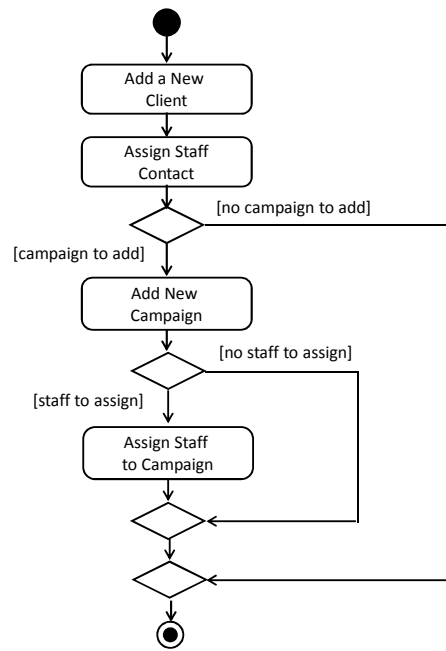 Add a New
Client
Assign Staff
Contact
[no campaign to add]
[campaign to add]
Add New
Campaign
[no staff to assign]
[staff to assign]
Assign Staff
to Campaign